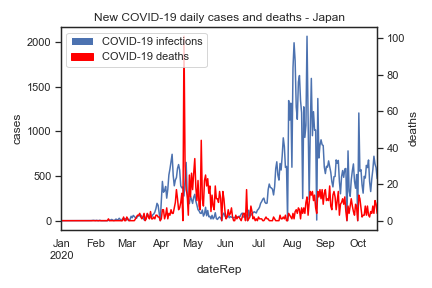 New COVID-19 daily cases and deaths - Japan
COVID-19 infections
COVID-19 deaths
cases
2000
1500
1000
500
0
deaths
100
80
60
40
20
0
Jan Feb Mar Apr May Jun Jul Aug Sep Oct
2020
dateRep